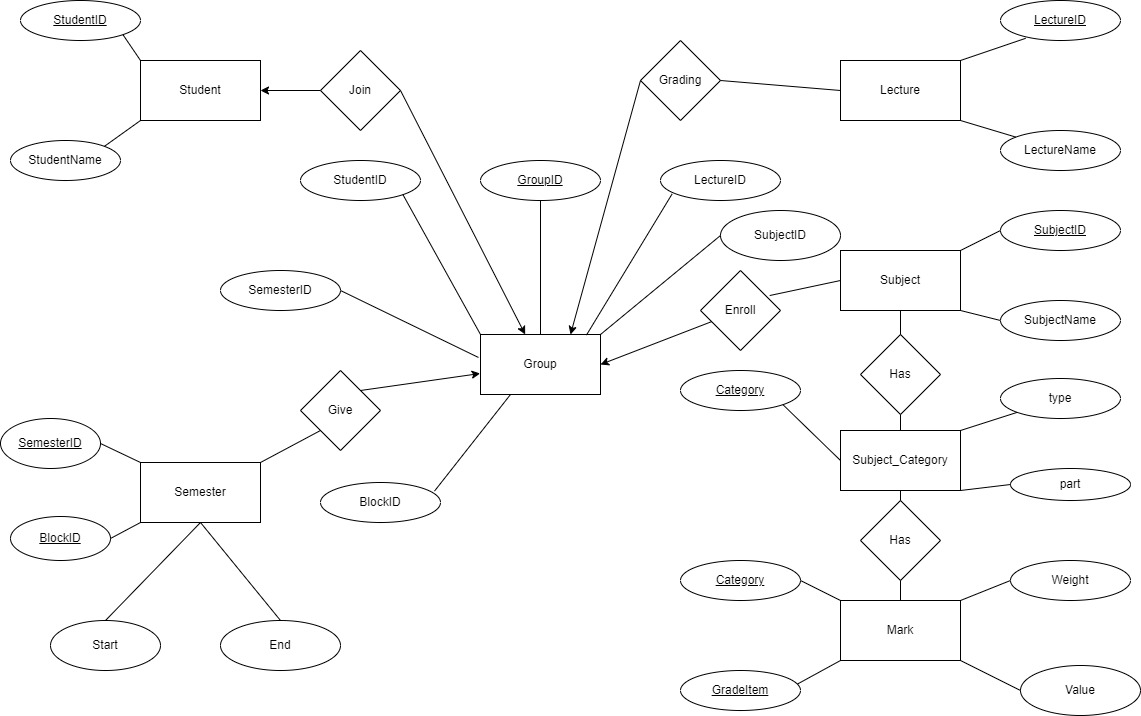 StudentID
LectureID
Student
Join
Grading
Lecture
StudentName
LectureName
StudentID
GroupID
LectureID
SubjectID
SubjectID
SemesterID
Subject
Enroll
SubjectName
Group
Has
Category
type
Give
SemesterID
Subject_Category
part
Semester
BlockID
BlockID
Has
Category
Weight
Mark
Start
End
GradeItem
Value